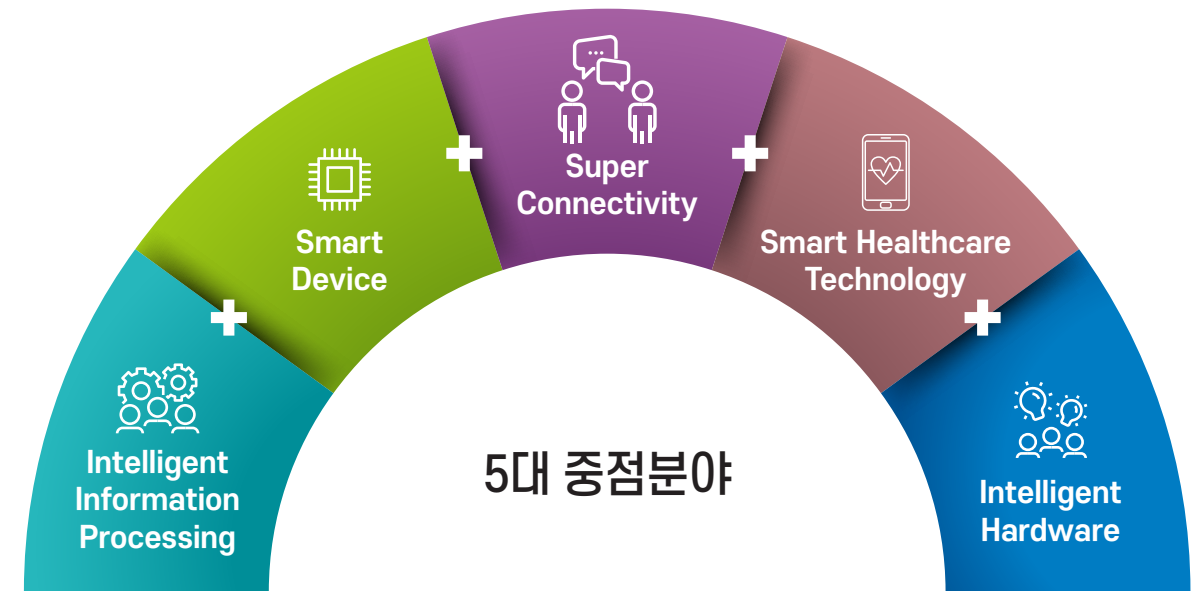 Super
Connectivity
Smart
Device
Smart Healthcare
Technology
Intelligent
Information
Processing
5대 중점분야
Intelligent
Hardware